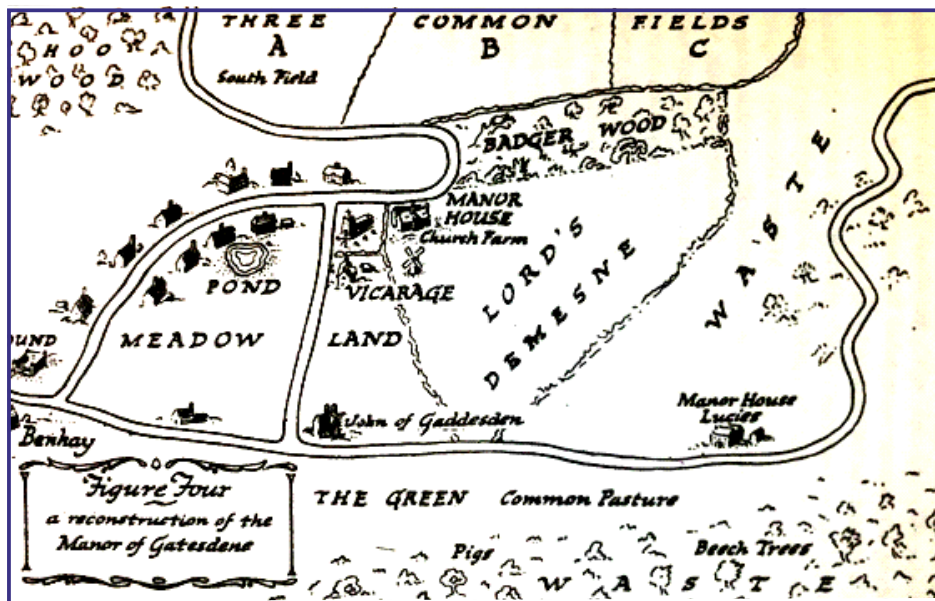 THREE COMMON FIELDS
A B C
South Field
HOO
WOOD
BADGER WOOD
MANOR
HOUSE
Church Farm
LORD'S
DEMESNE
WASTE
POND
VICARAGE
MEADOW LAND
OUND
John of Gaddesden
Manor House
Lucies
Benhay
Figure Four
a reconstruction of the
Manor of Gatesdene
THE GREEN Common Pasture
Pigs
Beech Trees
WASTE